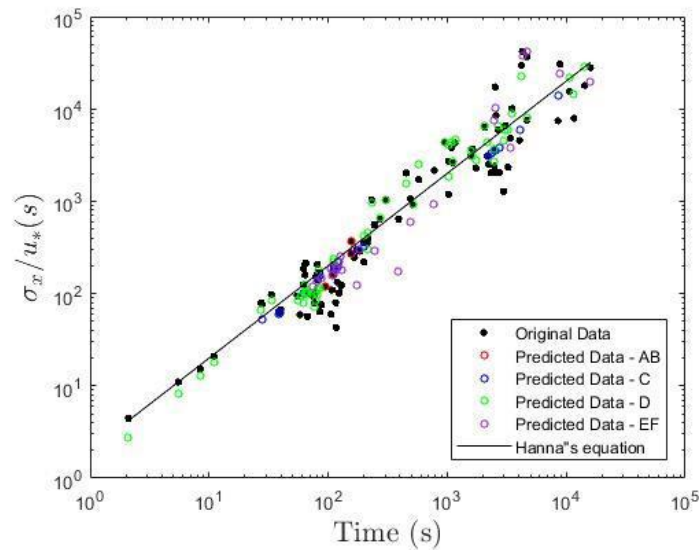 10^5
10^4
10^3
10^2
10^1
10^0
σ_x/u_*(s)
10^0 10^1 10^2 10^3 10^4 10^5
Time (s)
Original Data
Predicted Data - AB
Predicted Data - C
Predicted Data - D
Predicted Data - EF
Hanna"s equation